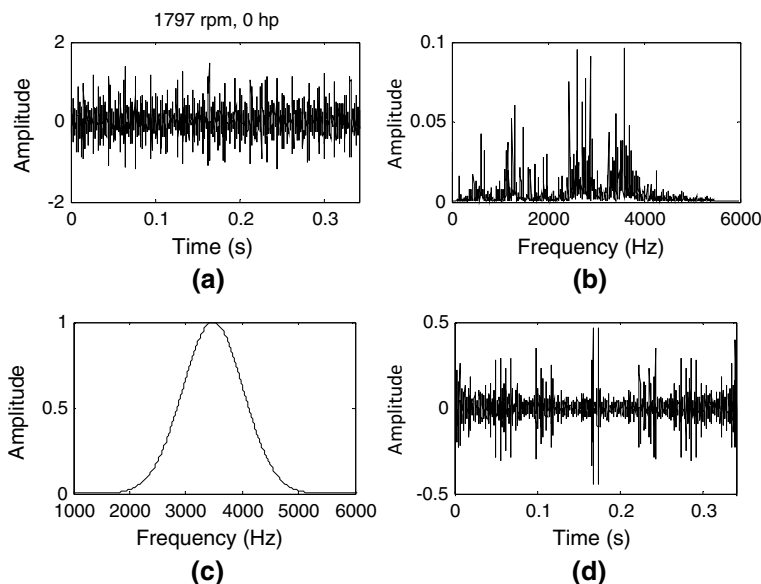 1797 rpm, 0 hp
2
0
-2
Amplitude
0 0.1 0.2 0.3
Time (s)
(a)
0.1
0.05
0
Amplitude
0 2000 4000 6000
Frequency (Hz)
(b)
1
0.5
0
Amplitude
1000 2000 3000 4000 5000 6000
Frequency (Hz)
(c)
0.5
0
-0.5
Amplitude
0 0.1 0.2 0.3
Time (s)
(d)